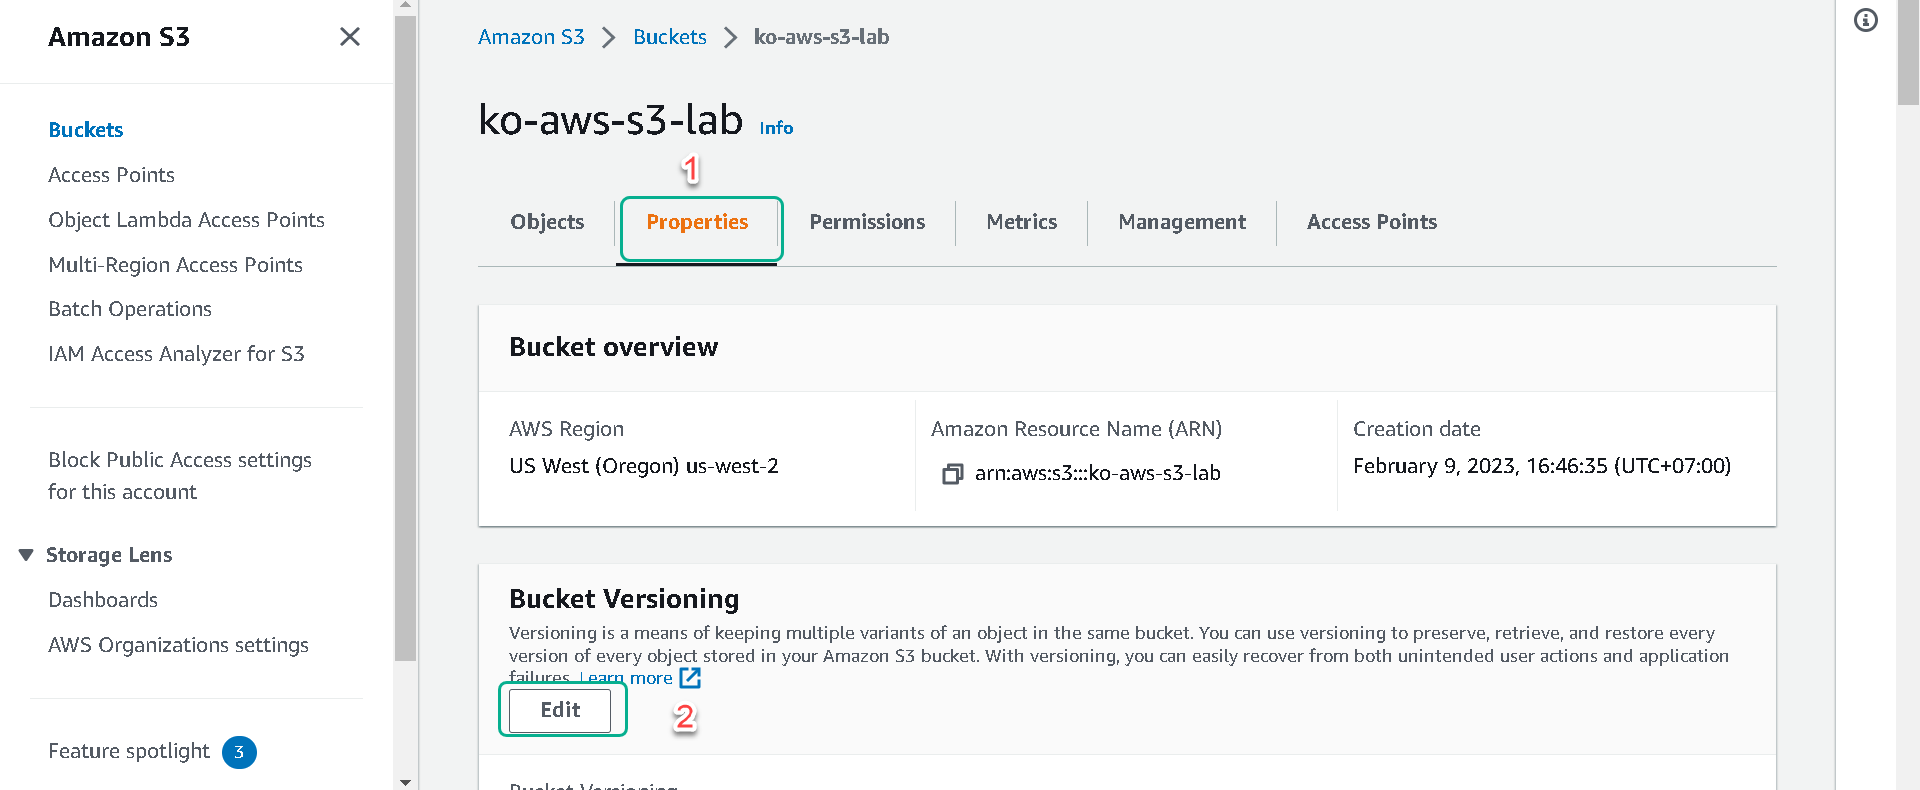 Amazon S3
Buckets
Access Points
Object Lambda Access Points
Multi-Region Access Points
Batch Operations
IAM Access Analyzer for S3
Block Public Access settings
for this account
Storage Lens
Dashboards
AWS Organizations settings
Feature spotlight 3
Amazon S3 > Buckets > ko-aws-s3-lab
ko-aws-s3-lab Info
1
Objects Properties Permissions Metrics Management Access Points
Bucket overview
AWS Region
US West (Oregon) us-west-2
Amazon Resource Name (ARN)
arn:aws:s3:::ko-aws-s3-lab
Creation date
February 9, 2023, 16:46:35 (UTC+07:00)
Bucket Versioning
Versioning is a means of keeping multiple variants of an object in the same bucket. You can use versioning to preserve, retrieve, and restore every
version of every object stored in your Amazon S3 bucket. With versioning, you can easily recover from both unintended user actions and application
failures. Learn more
Edit
2
Bucket Versioning